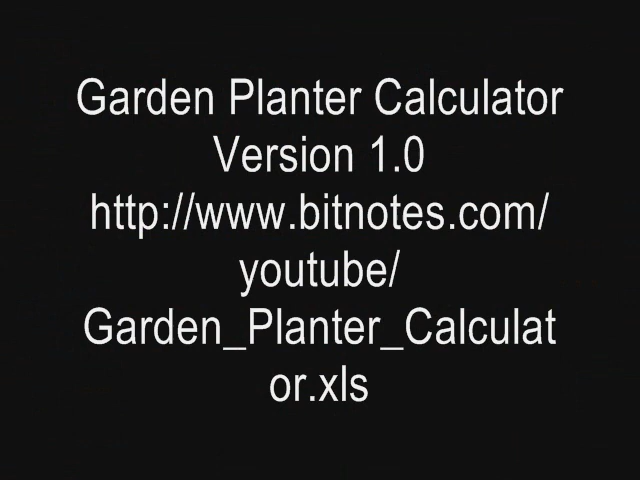 Garden Planter Calculator
Version 1.0
http://www.bitnotes.com/
youtube/
Garden_Planter_Calculat
or.xls